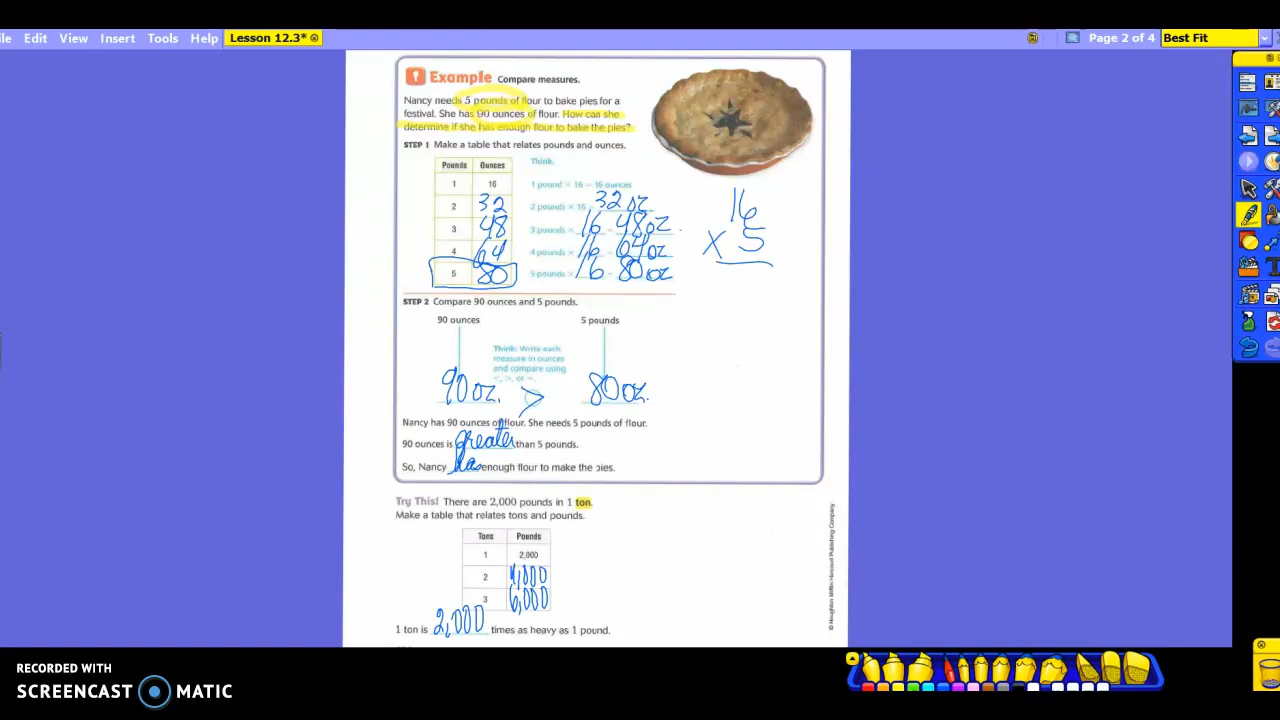 le Edit View Insert Tools Help Lesson 12.3* Page 2 of 4 Best Fit
Example Compare measures.
Nancy needs 5 pounds of flour to bake pies for a
festival. She has 90 ounces of flour. How can she
determine if she has enough flour to bake the pies?
STEP 1 Make a table that relates pounds and ounces.
Pounds Ounces Think:
1 16 1 pound × 16 = 16 ounces
2 32 2 pounds × 16 = 32 oz
3 48 3 pounds × 16 = 48 oz
4 64 4 pounds × 16 = 64 oz
5 80 5 pounds × 16 = 80 oz
16
× 5
STEP 2 Compare 90 ounces and 5 pounds.
90 ounces 5 pounds
Think: Write each
measure in ounces
and compare using
<, >, or =.
90 oz. > 80 oz.
Nancy has 90 ounces of flour. She needs 5 pounds of flour.
90 ounces is greater than 5 pounds.
So, Nancy has enough flour to make the pies.
Try This! There are 2,000 pounds in 1 ton.
Make a table that relates tons and pounds.
Tons Pounds
1 2,000
2 4,000
3 6,000
1 ton is 2,000 times as heavy as 1 pound.
© Houghton Mifflin Harcourt Publishing Company
RECORDED WITH
SCREENCAST MATIC